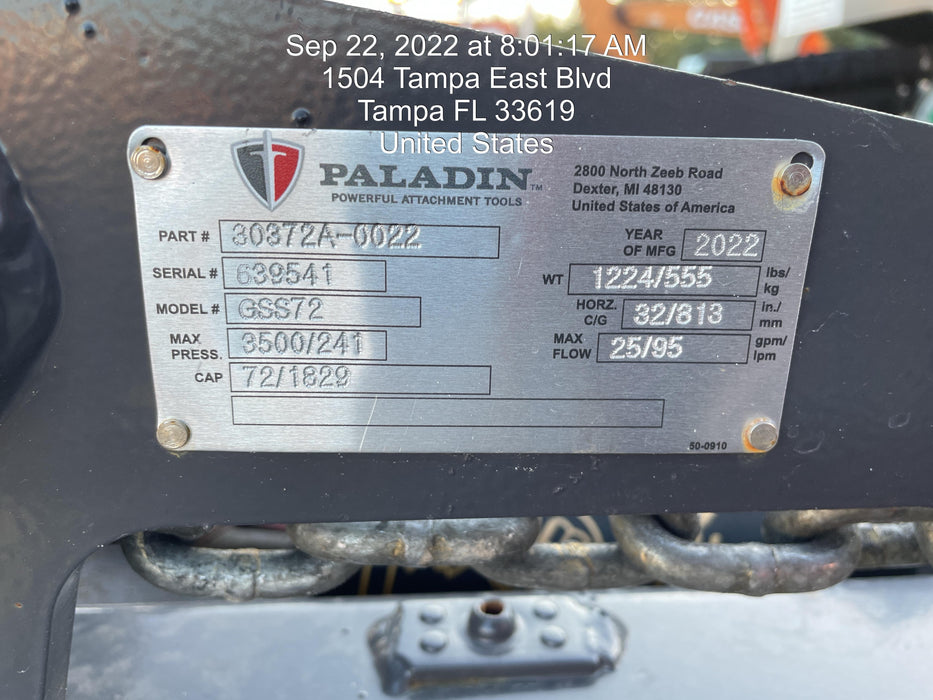 Sep 22, 2022 at 8:01:17 AM
1504 Tampa East Blvd
Tampa FL 33619
United States
PALADIN™
POWERFUL ATTACHMENT TOOLS
2800 North Zeeb Road
Dexter, MI 48130
United States of America
PART # 30372A-0022
YEAR OF MFG 2022
SERIAL # 639541
WT 1224/555 lbs/ kg
MODEL # GSS72
HORZ. C/G 32/813 in./ mm
MAX PRESS. 3500/241
MAX FLOW 25/95 gpm/ lpm
CAP 72/1829
50-0910